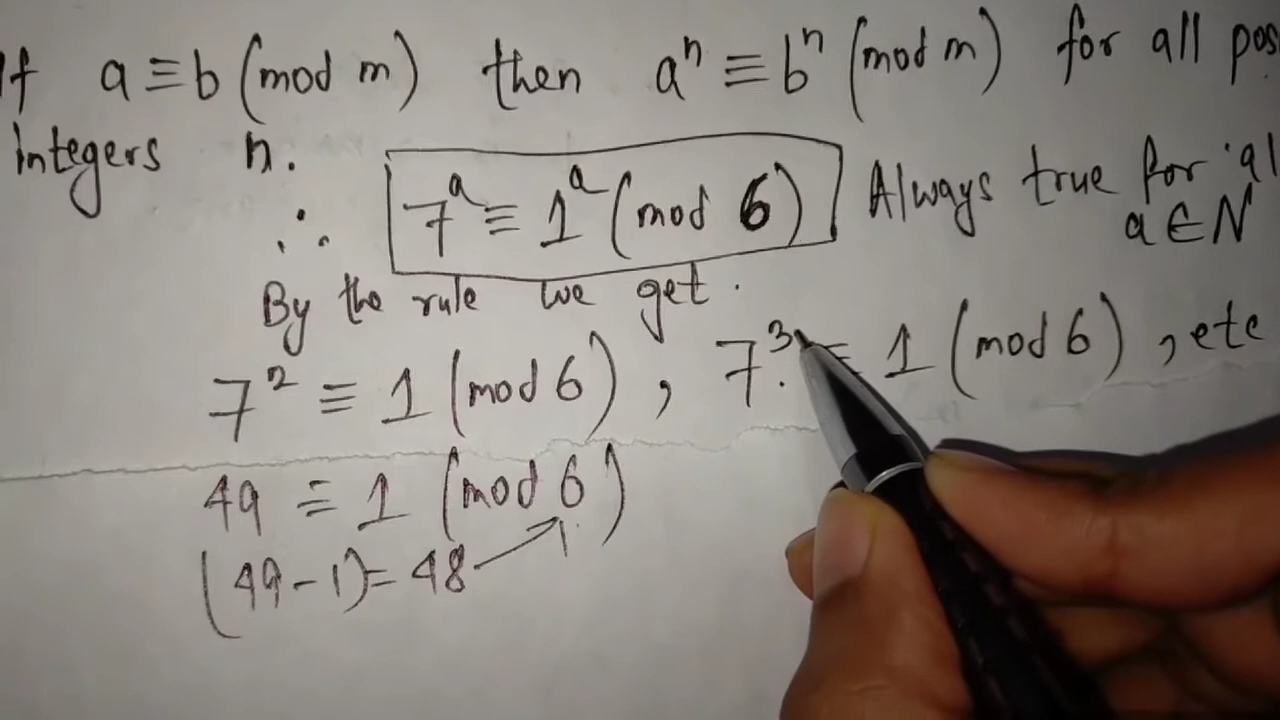 If a ≡ b (mod m) then aⁿ ≡ bⁿ (mod m) for all pos
integers n.
∴ 7ᵃ ≡ 1ᵃ (mod 6) Always true for al
a ∈ N
By the rule we get.
7² ≡ 1 (mod 6) , 7³ ≡ 1 (mod 6) , etc
49 ≡ 1 (mod 6)
(49 - 1) = 48